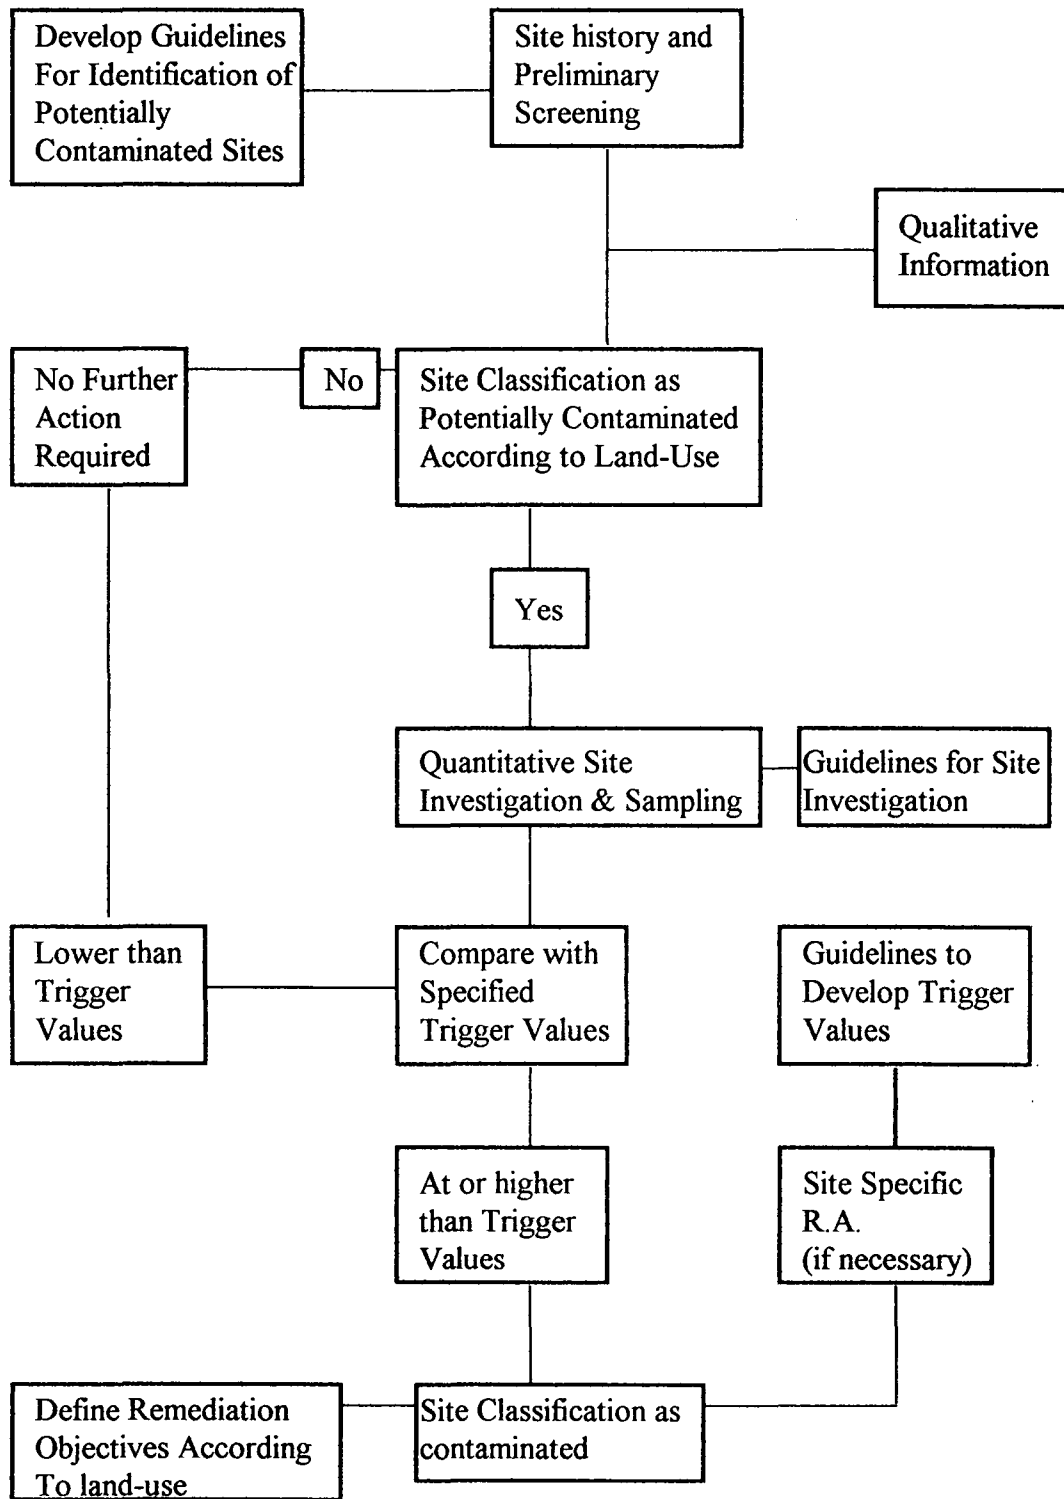 Develop Guidelines
For Identification of
Potentially
Contaminated Sites
Site history and
Preliminary
Screening
Qualitative
Information
No Further
Action
Required
No
Site Classification as
Potentially Contaminated
According to Land-Use
Yes
Quantitative Site
Investigation & Sampling
Guidelines for Site
Investigation
Lower than
Trigger
Values
Compare with
Specified
Trigger Values
Guidelines to
Develop Trigger
Values
At or higher
than Trigger
Values
Site Specific
R.A.
(if necessary)
Define Remediation
Objectives According
To land-use
Site Classification as
contaminated